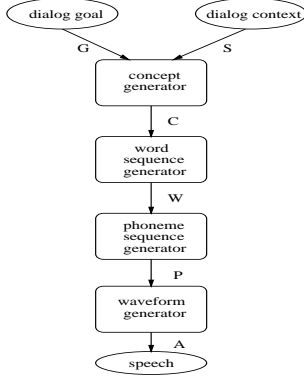 dialog goal
dialog context
G
S
concept
generator
C
word
sequence
generator
W
phoneme
sequence
generator
P
waveform
generator
A
speech